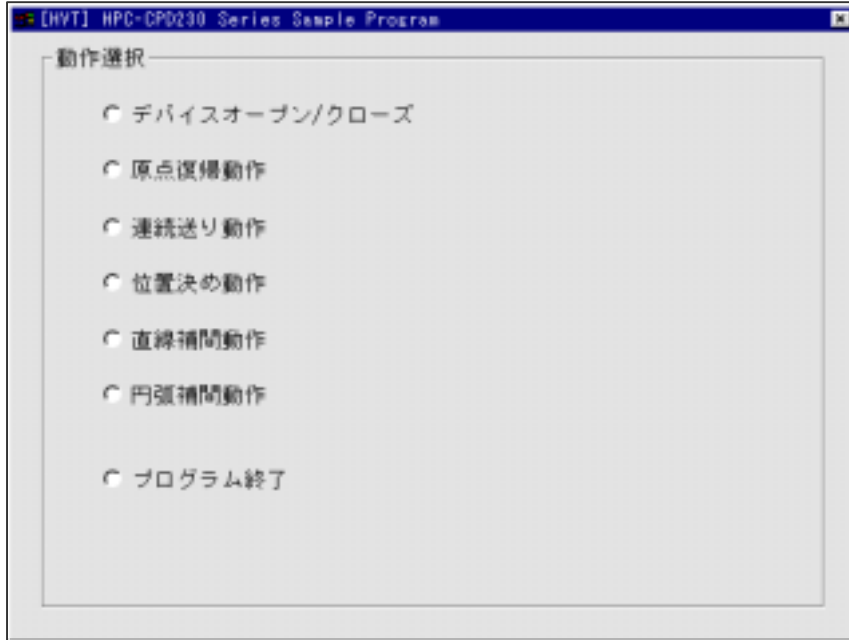 [HVT] HPC-CPD230 Series Sample Program
動作選択
デバイスオープン/クローズ
原点復帰動作
連続送り動作
位置決め動作
直線補間動作
円弧補間動作
プログラム終了